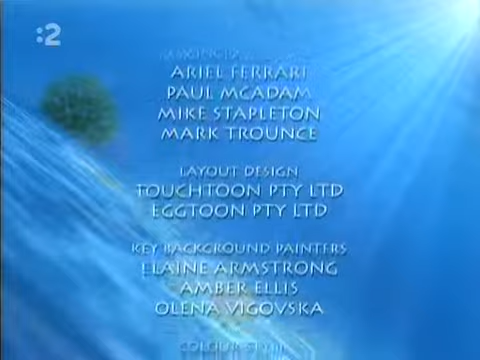 :2
ARIEL FERRARI
PAUL MCADAM
MIKE STAPLETON
MARK TROUNCE
LAYOUT DESIGN
TOUCHTOON PTY LTD
EGGTOON PTY LTD
KEY BACKGROUND PAINTERS
ELAINE ARMSTRONG
AMBER ELLIS
OLENA VIGOVSKA